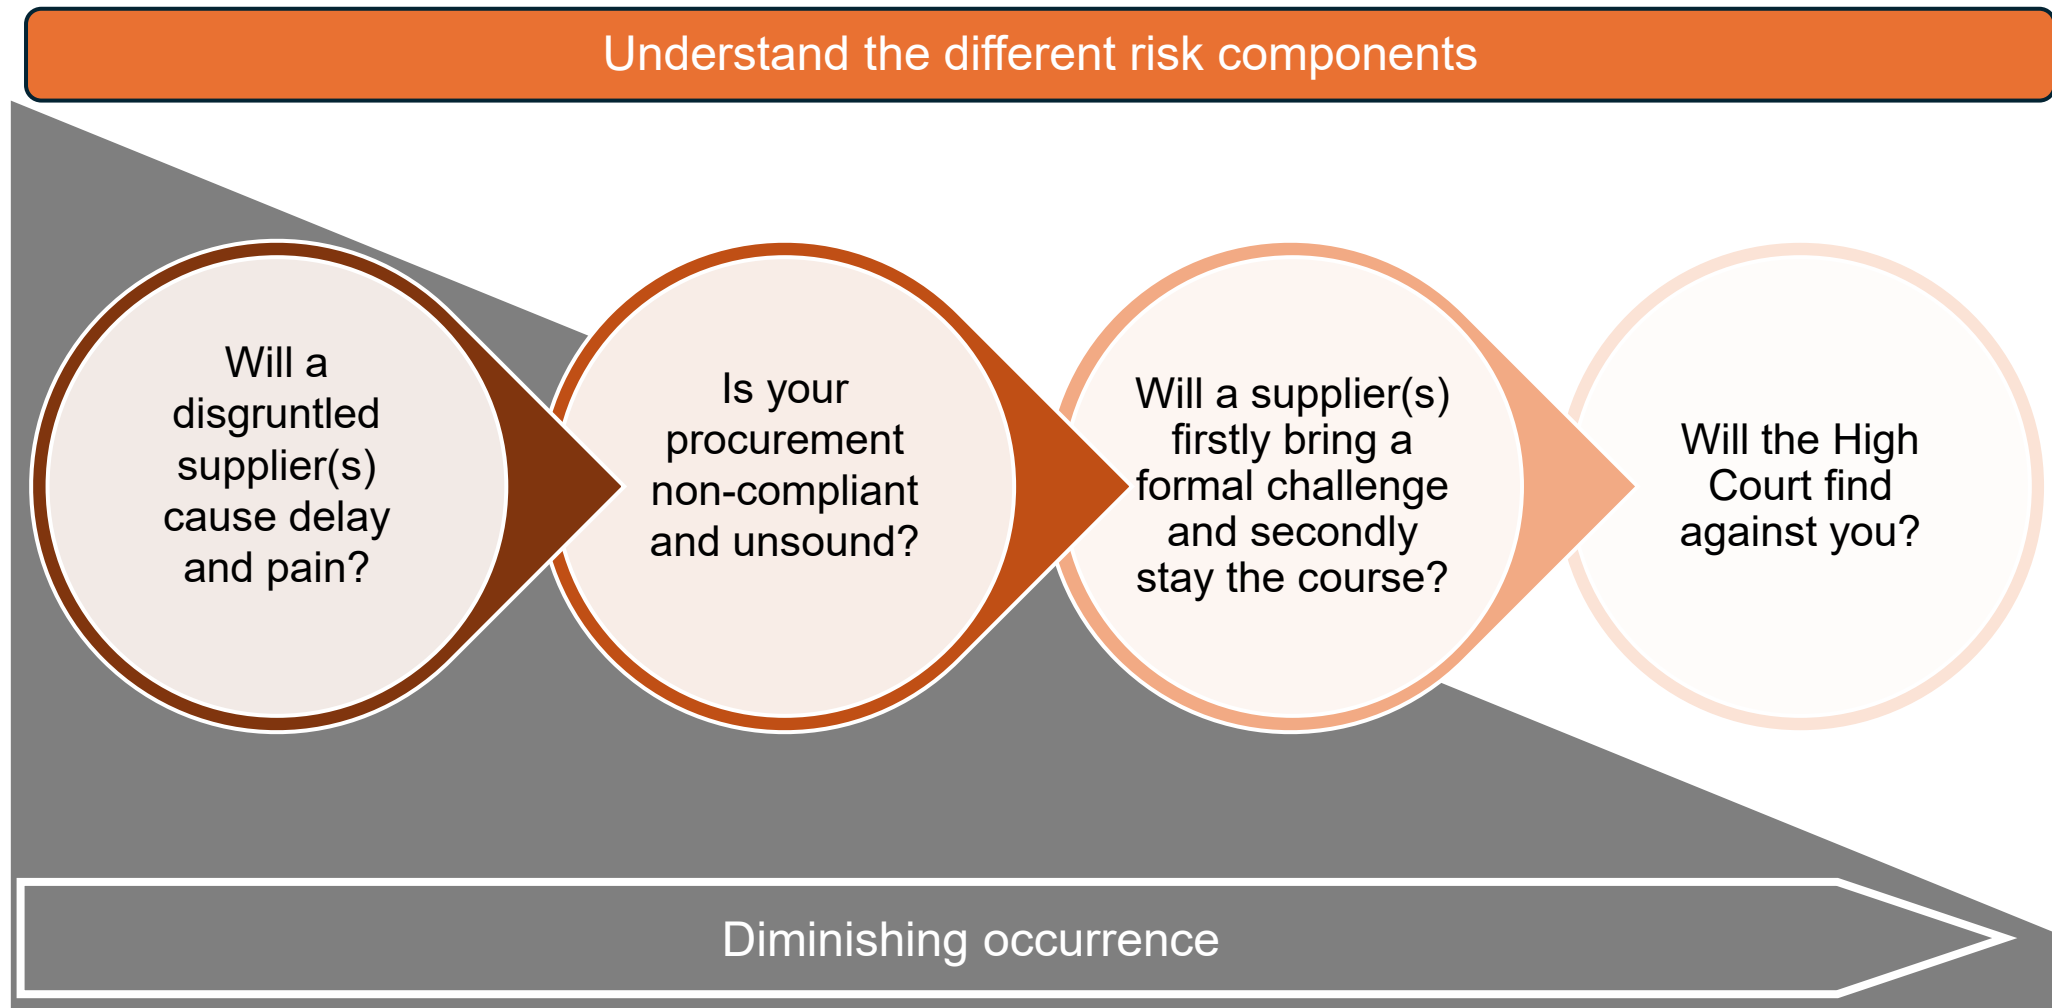 Understand the different risk components
Will a
disgruntled
supplier(s)
cause delay
and pain?
Is your
procurement
non-compliant
and unsound?
Will a supplier(s)
firstly bring a
formal challenge
and secondly
stay the course?
Will the High
Court find
against you?
Diminishing occurrence